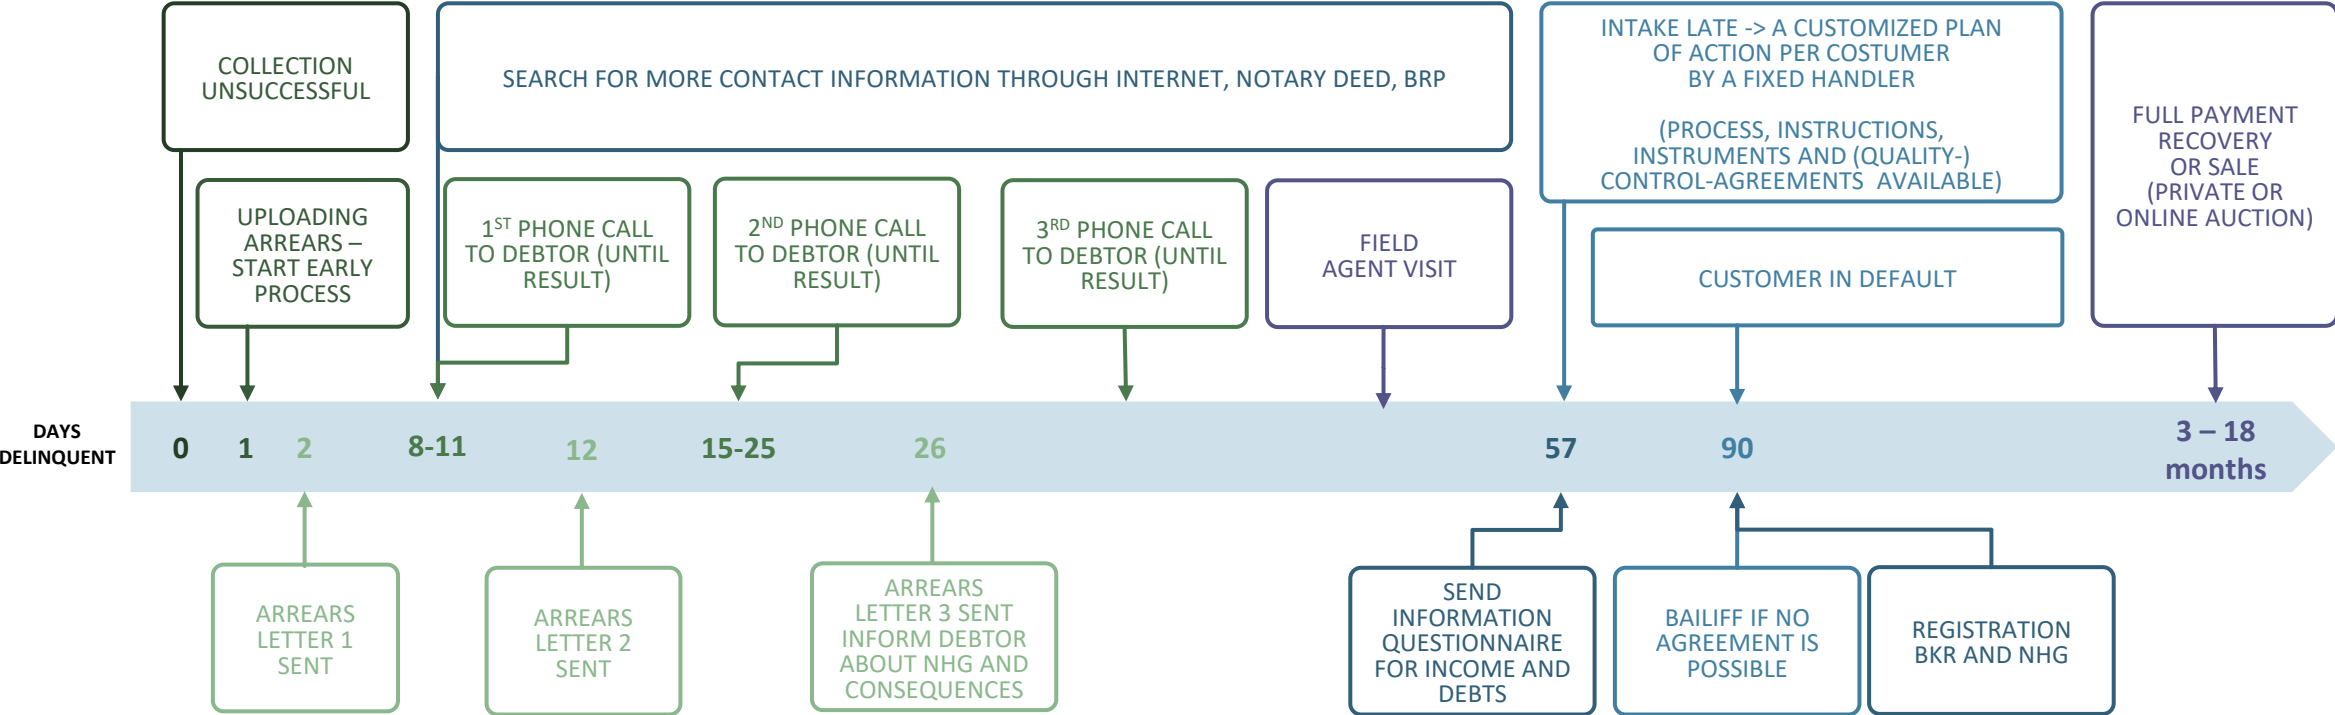 COLLECTION
UNSUCCESSFUL
SEARCH FOR MORE CONTACT INFORMATION THROUGH INTERNET, NOTARY DEED, BRP
INTAKE LATE -> A CUSTOMIZED PLAN
OF ACTION PER COSTUMER
BY A FIXED HANDLER
(PROCESS, INSTRUCTIONS,
INSTRUMENTS AND (QUALITY-)
CONTROL-AGREEMENTS AVAILABLE)
FULL PAYMENT
RECOVERY
OR SALE
(PRIVATE OR
ONLINE AUCTION)
UPLOADING
ARREARS –
START EARLY
PROCESS
1ST PHONE CALL
TO DEBTOR (UNTIL
RESULT)
2ND PHONE CALL
TO DEBTOR (UNTIL
RESULT)
3RD PHONE CALL
TO DEBTOR (UNTIL
RESULT)
FIELD
AGENT VISIT
CUSTOMER IN DEFAULT
DAYS
DELINQUENT
0
1
2
8-11
12
15-25
26
57
90
3 – 18
months
ARREARS
LETTER 1
SENT
ARREARS
LETTER 2
SENT
ARREARS
LETTER 3 SENT
INFORM DEBTOR
ABOUT NHG AND
CONSEQUENCES
SEND
INFORMATION
QUESTIONNAIRE
FOR INCOME AND
DEBTS
BAILIFF IF NO
AGREEMENT IS
POSSIBLE
REGISTRATION
BKR AND NHG